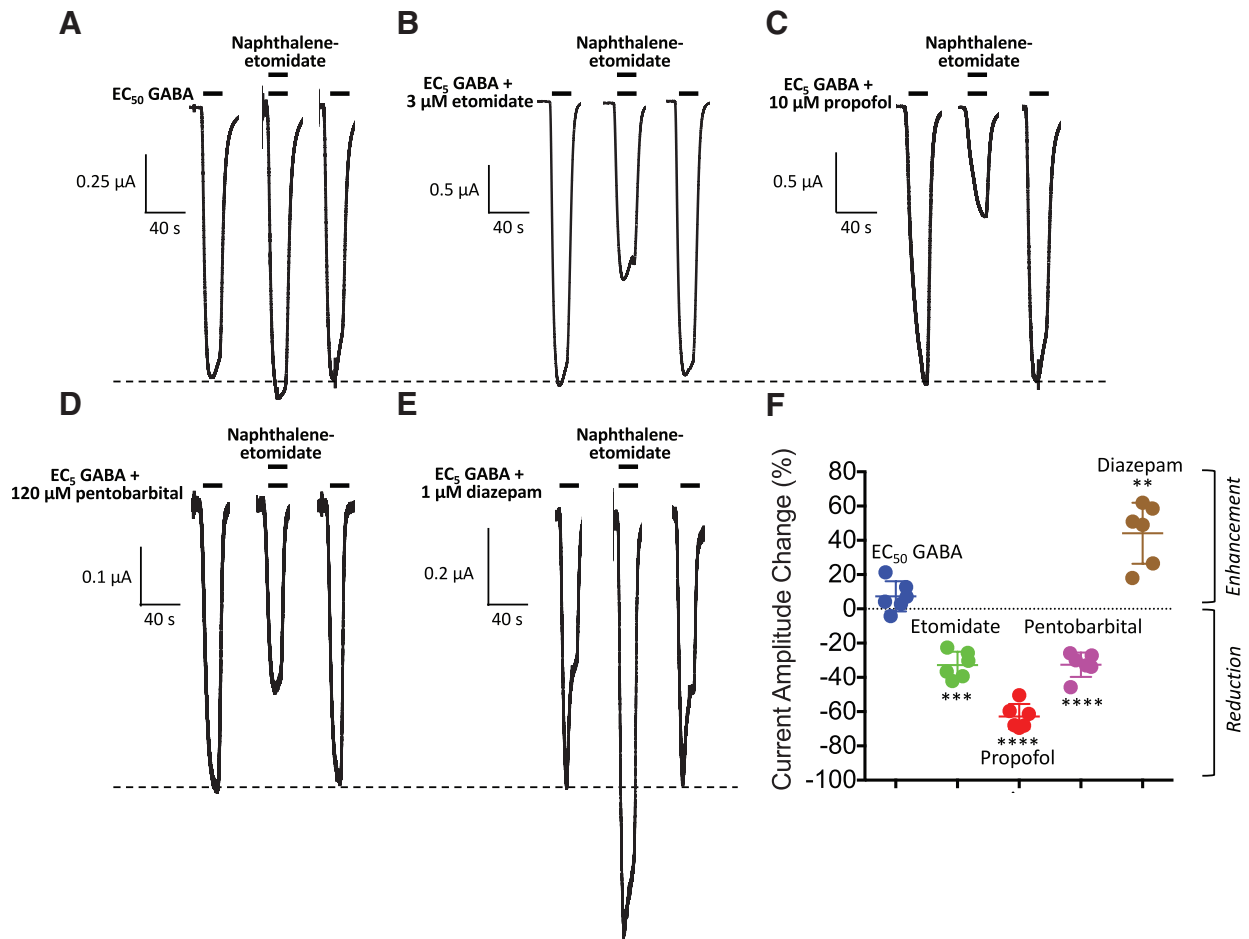 A
Naphthalene-
etomidate
EC₅₀ GABA
0.25 µA
40 s
B
Naphthalene-
etomidate
EC₅ GABA +
3 µM etomidate
0.5 µA
40 s
C
Naphthalene-
etomidate
EC₅ GABA +
10 µM propofol
0.5 µA
40 s
D
Naphthalene-
etomidate
EC₅ GABA +
120 µM pentobarbital
0.1 µA
40 s
E
Naphthalene-
etomidate
EC₅ GABA +
1 µM diazepam
0.2 µA
40 s
F
Current Amplitude Change (%)
80
60
40
20
0
-20
-40
-60
-80
-100
EC₅₀ GABA
Etomidate
***
****
Propofol
Pentobarbital
****
Diazepam
**
Enhancement
Reduction